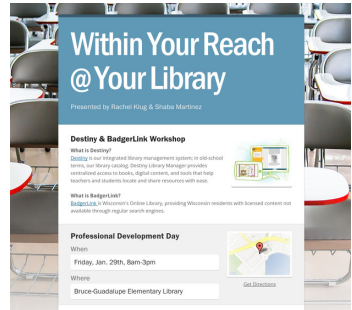 Within Your Reach
@ Your Library
Presented by Rachel Klug & Shaba Martinez
Destiny & BadgerLink Workshop
What is Destiny?
Destiny is our integrated library management system; in old-school
terms, our library catalog. Destiny Library Manager provides
centralized access to books, digital content, and tools that help
teachers and students locate and share resources with ease.
What is BadgerLink?
BadgerLink is Wisconsin's Online Library, providing Wisconsin residents with licensed content not
available through regular search engines.
Professional Development Day
When
Friday, Jan. 29th, 8am-3pm
Where
Bruce-Guadalupe Elementary Library
Get Directions